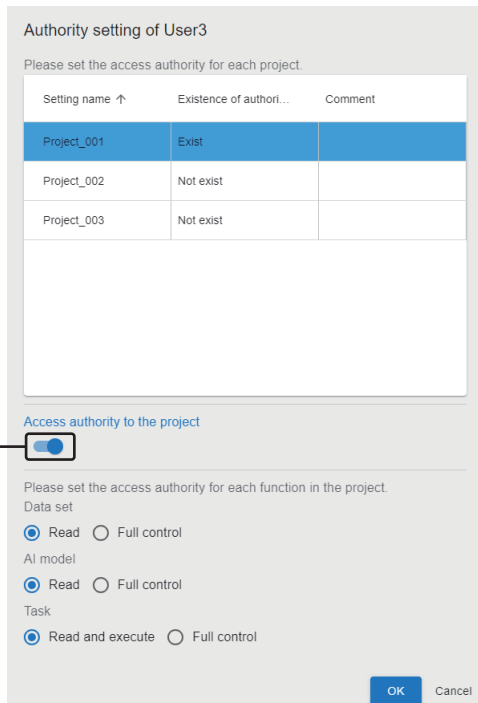 Authority setting of User3
Please set the access authority for each project.
Setting name ↑ Existence of authori... Comment
Project_001 Exist
Project_002 Not exist
Project_003 Not exist
Access authority to the project
Please set the access authority for each function in the project.
Data set
Read Full control
AI model
Read Full control
Task
Read and execute Full control
OK Cancel